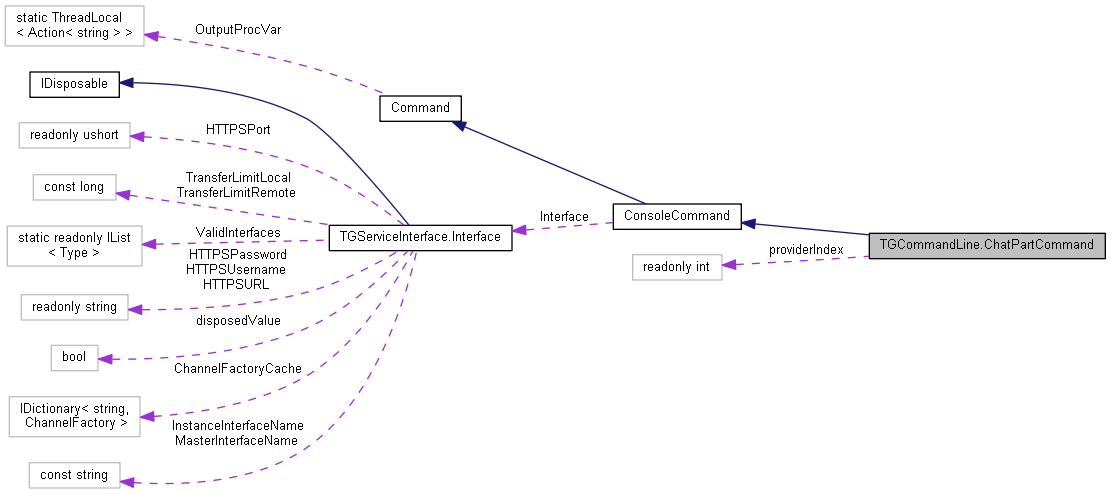 static ThreadLocal
< Action< string > >
OutputProcVar
IDisposable
Command
readonly ushort
HTTPSPort
const long
TransferLimitLocal
TransferLimitRemote
static readonly IList
< Type >
ValidInterfaces
TGServiceInterface.Interface
Interface
ConsoleCommand
TGCommandLine.ChatPartCommand
providerIndex
readonly int
HTTPSPassword
HTTPSUsername
HTTPSURL
readonly string
disposedValue
bool
ChannelFactoryCache
IDictionary< string,
ChannelFactory >
InstanceInterfaceName
MasterInterfaceName
const string